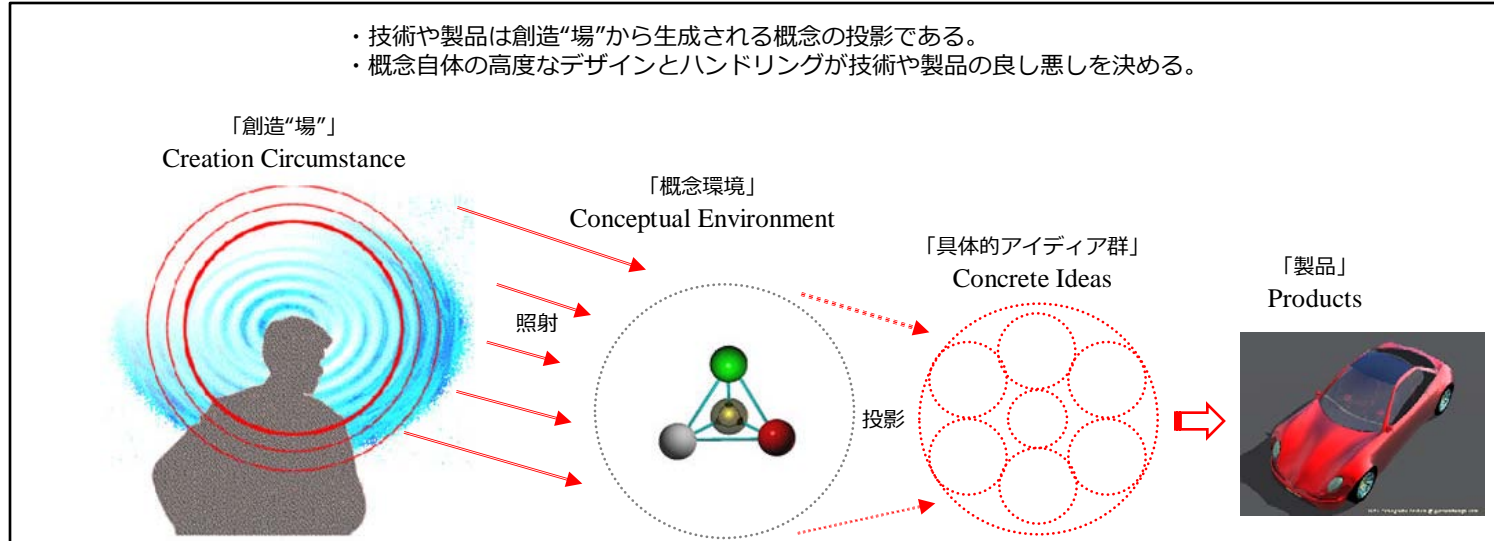 ・技術や製品は創造“場”から生成される概念の投影である。
・概念自体の高度なデザインとハンドリングが技術や製品の良し悪しを決める。
「創造“場”」
Creation Circumstance
「概念環境」
Conceptual Environment
「具体的アイディア群」
Concrete Ideas
「製品」
Products
照射
投影